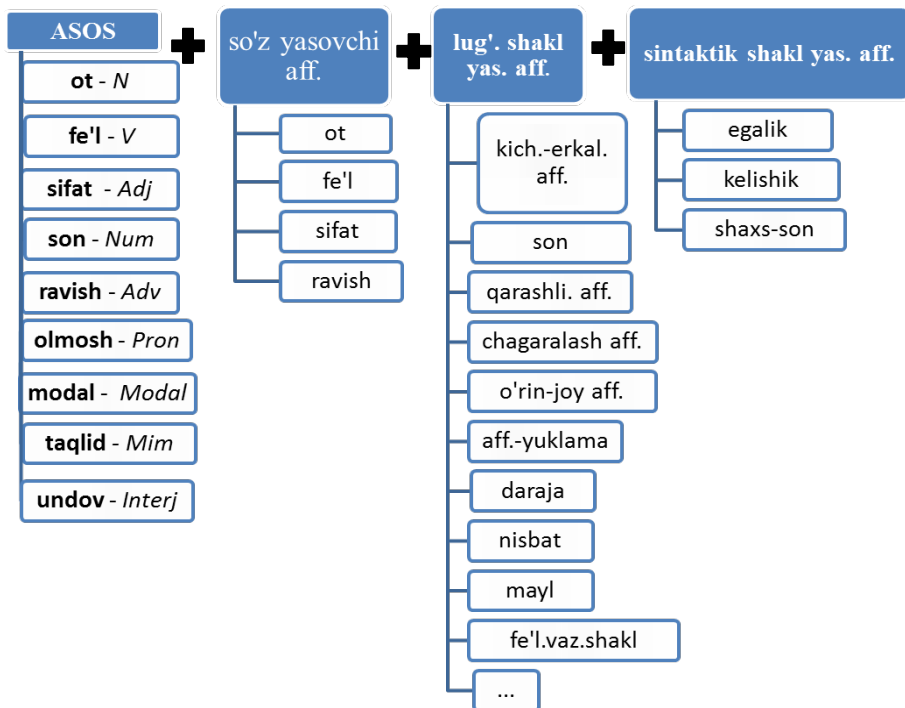 ASOS
ot - N
fe'l - V
sifat - Adj
son - Num
ravish - Adv
olmosh - Pron
modal - Modal
taqlid - Mim
undov - Interj
so'z yasovchi
aff.
ot
fe'l
sifat
ravish
lug'. shakl
yas. aff.
kich.-erkal.
aff.
son
qarashli. aff.
chagaralash aff.
o'rin-joy aff.
aff.-yuklama
daraja
nisbat
mayl
fe'l.vaz.shakl
...
sintaktik shakl yas. aff.
egalik
kelishik
shaxs-son